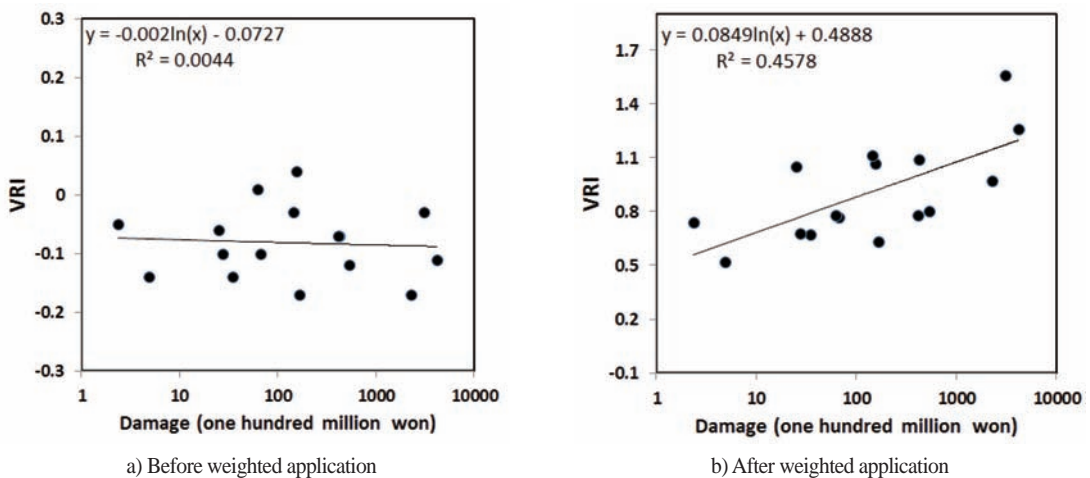 y = -0.002ln(x) - 0.0727
R² = 0.0044
0.3
0.2
0.1
0
-0.1
-0.2
-0.3
VRI
1
10
100
1000
10000
Damage (one hundred million won)
a) Before weighted application
y = 0.0849ln(x) + 0.4888
R² = 0.4578
1.7
1.4
1.1
0.8
0.5
0.2
-0.1
VRI
1
10
100
1000
10000
Damage (one hundred million won)
b) After weighted application